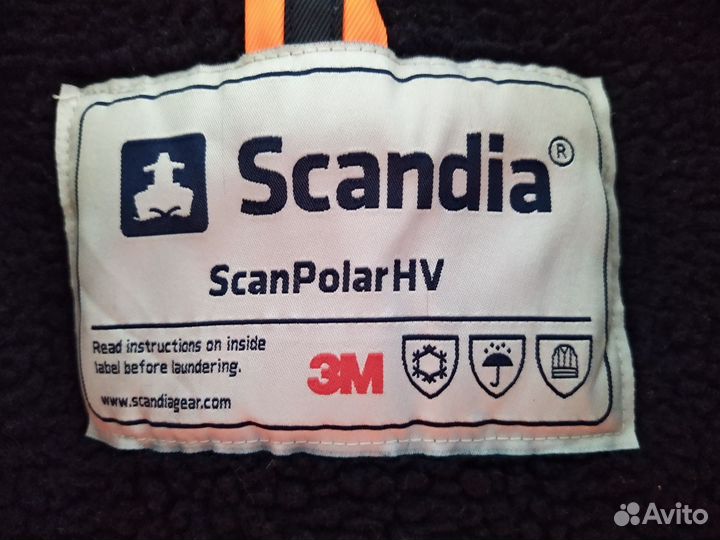 Scandia®
ScanPolarHV
Read instructions on inside
label before laundering.
www.scandiagear.com
3M
Avito